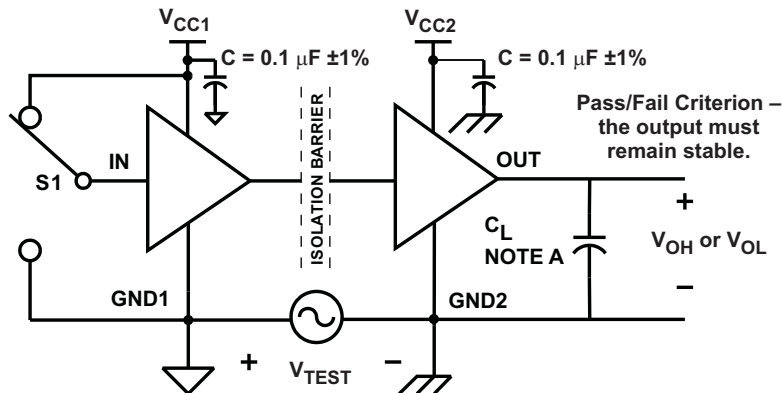 VCC1
C = 0.1 μF ±1%
VCC2
C = 0.1 μF ±1%
Pass/Fail Criterion –
the output must
remain stable.
IN
S1
ISOLATION BARRIER
OUT
+
CL
NOTE A
VOH or VOL
–
GND1
GND2
+
VTEST
–